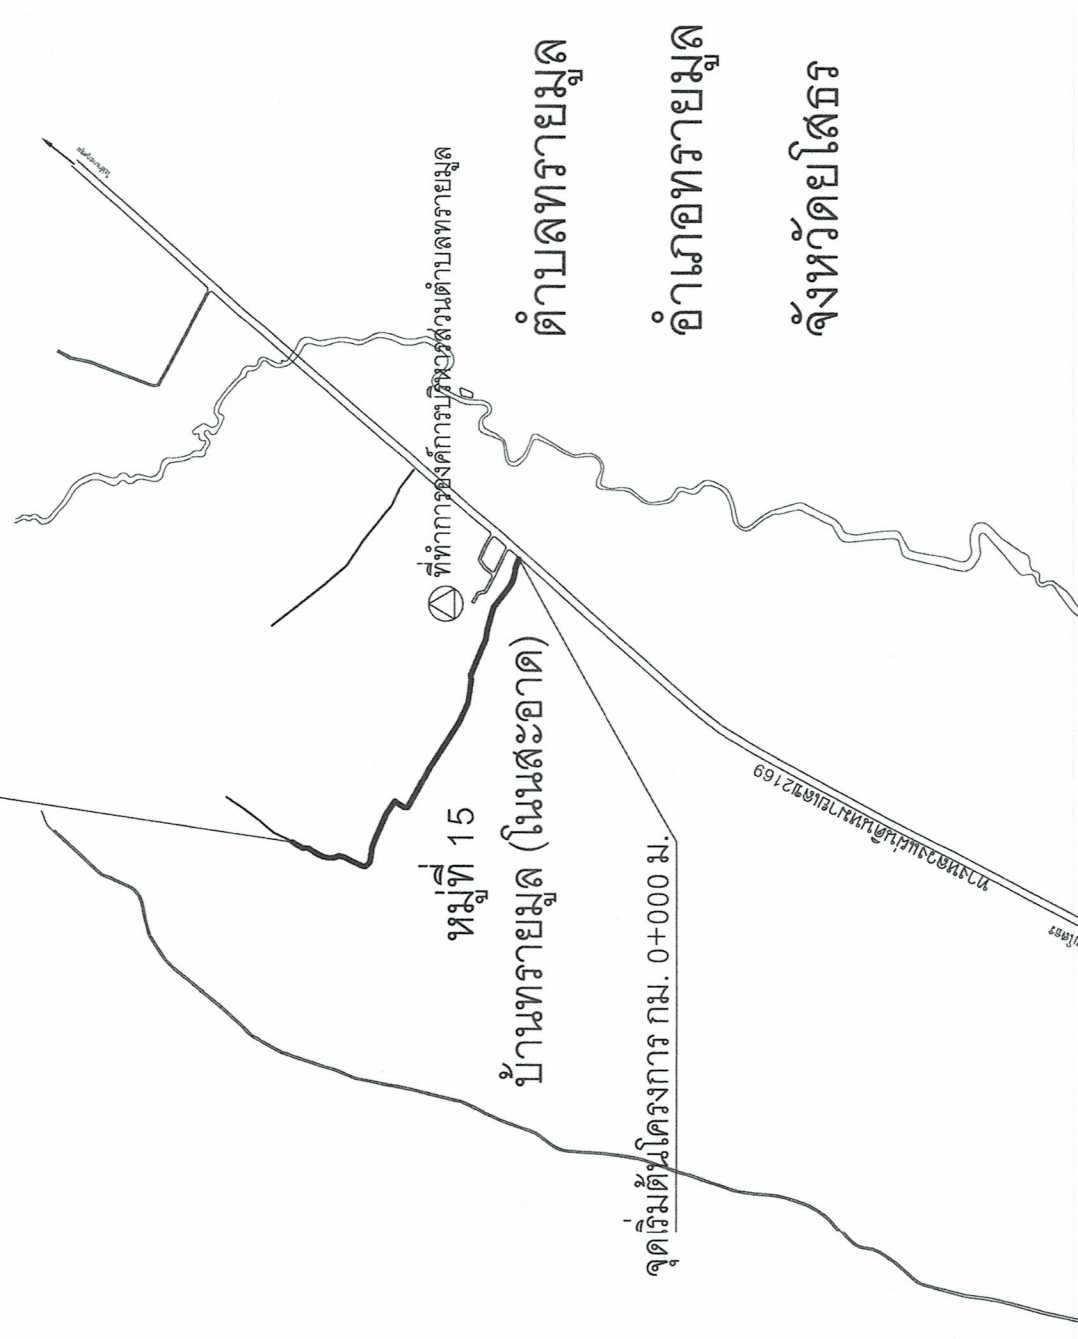 ที่ทำการองค์การบริหารส่วนตำบลทรายมูล
ตำบลทรายมูล
อำเภอทรายมูล
จังหวัดยโสธร
หมู่ที่ 15
บ้านทรายมูล (โนนสะอาด)
จุดเริ่มต้นโครงการ กม. 0+000 ม.
ทางหลวงแผ่นดินหมายเลข2169